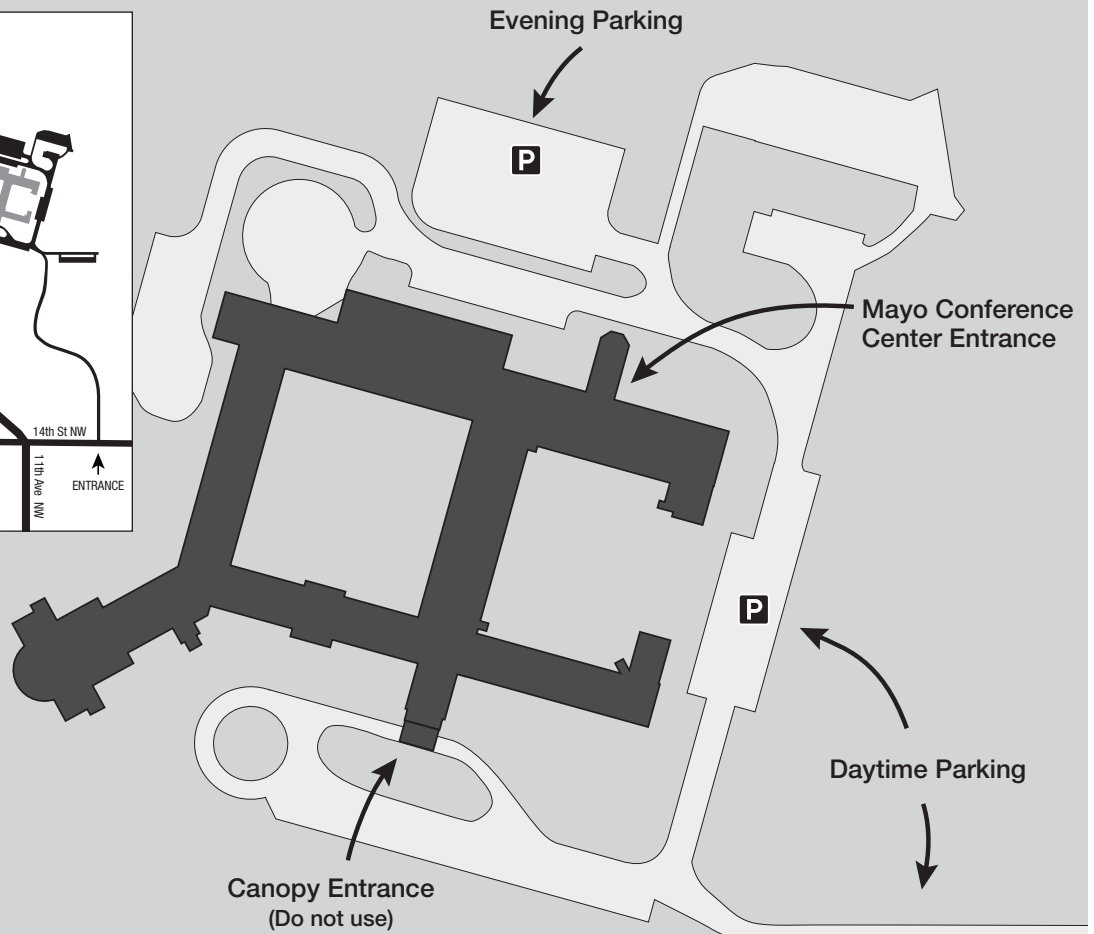 Evening Parking
P
Mayo Conference
Center Entrance
14th St NW
11th Ave NW
ENTRANCE
P
Daytime Parking
Canopy Entrance
(Do not use)